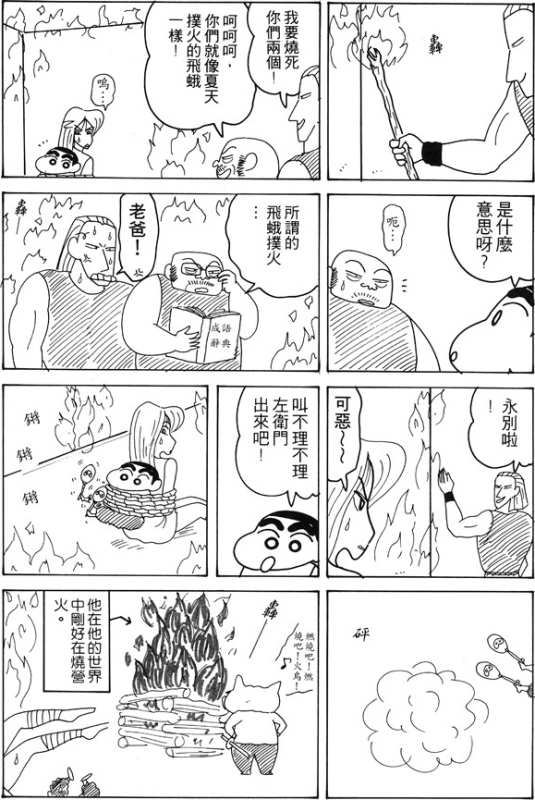 轟
我要燒死
你們兩個!
呵呵呵,
你們就像夏天
撲火的飛蛾
一樣!
嗚…
是什麼
意思呀?
呃…
所謂的
飛蛾撲火
…
老爸!
成語
辭典
轟
永別啦
!
可惡~~
叫不理不理
左衛門
出來吧!
鏘
鏘
鏘
砰
轟
燃燒吧!燃
燒吧!火鳥!♪
他在他的世界
中剛好在燒營
火。